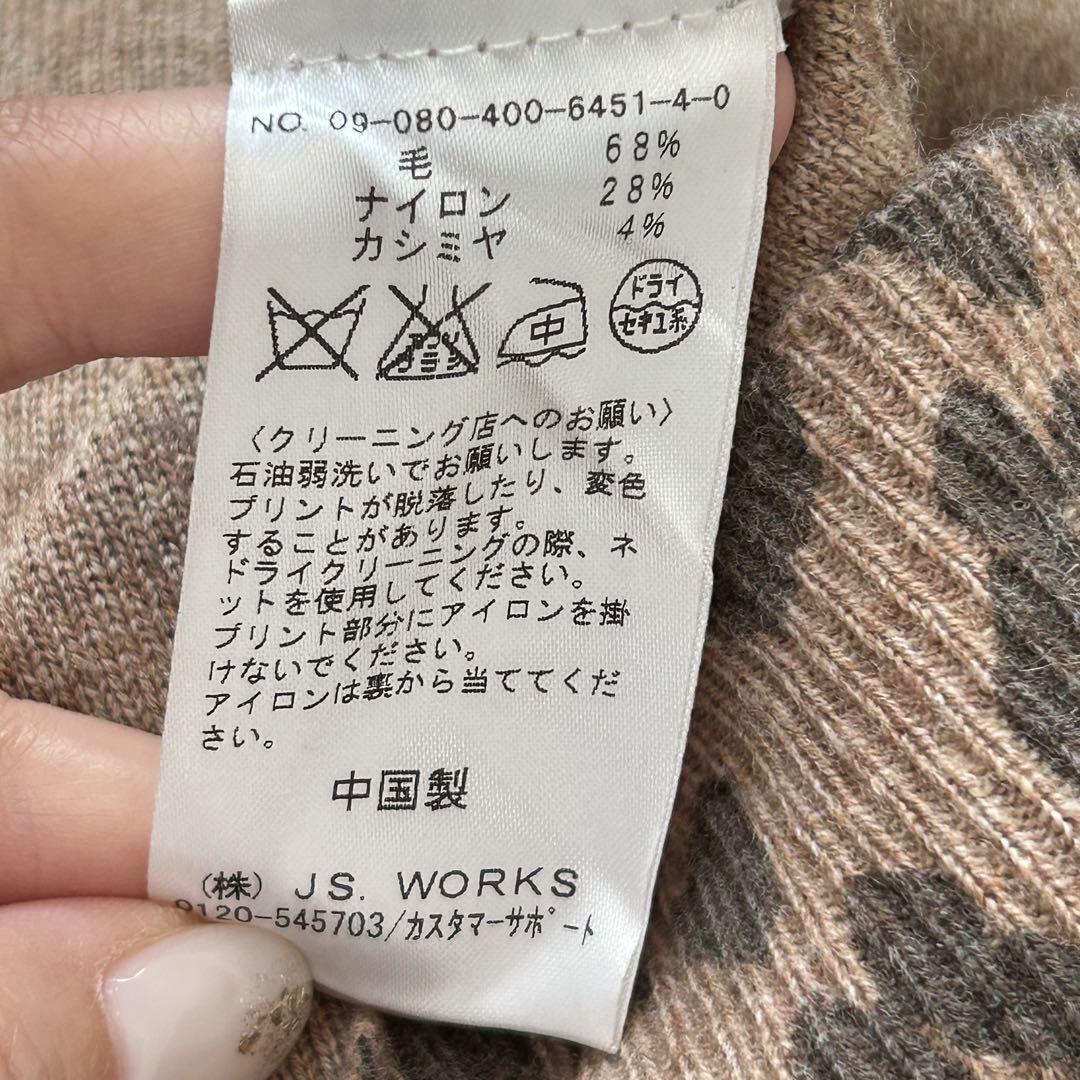 NO. 09-080-400-6451-4-0
毛 68%
ナイロン 28%
カシミヤ 4%
エンソ
サラシ
中
ドライ
セキユ系
〈クリーニング店へのお願い〉
石油弱洗いでお願いします。
プリントが脱落したり、変色
することがあります。
ドライクリーニングの際、ネ
ットを使用してください。
プリント部分にアイロンを掛
けないでください。
アイロンは裏から当ててくだ
さい。
中国製
(株) JS. WORKS
0120-545703/カスタマーサポート